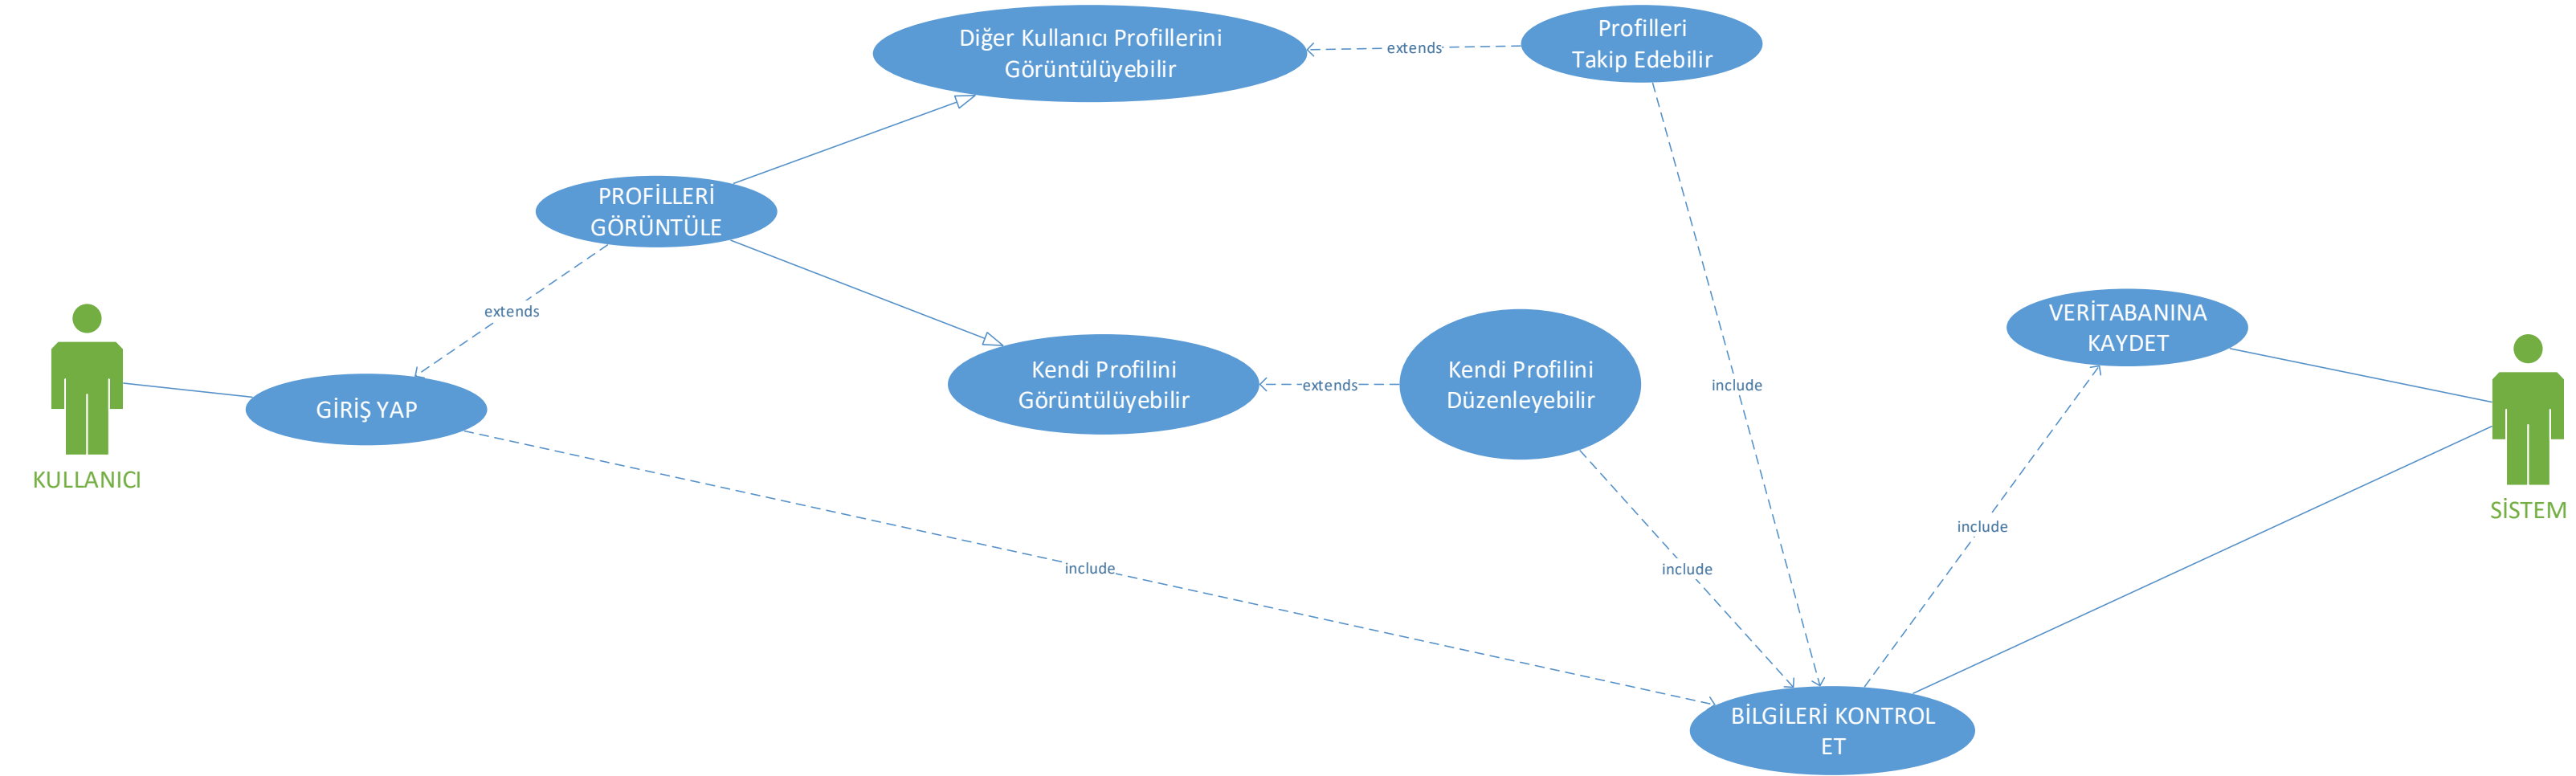 Diğer Kullanıcı Profillerini
Görüntülüyebilir
extends
Profilleri
Takip Edebilir
PROFİLLERİ
GÖRÜNTÜLE
extends
KULLANICI
GİRİŞ YAP
Kendi Profilini
Görüntülüyebilir
extends
Kendi Profilini
Düzenleyebilir
include
VERİTABANINA
KAYDET
SİSTEM
include
include
include
BİLGİLERİ KONTROL
ET